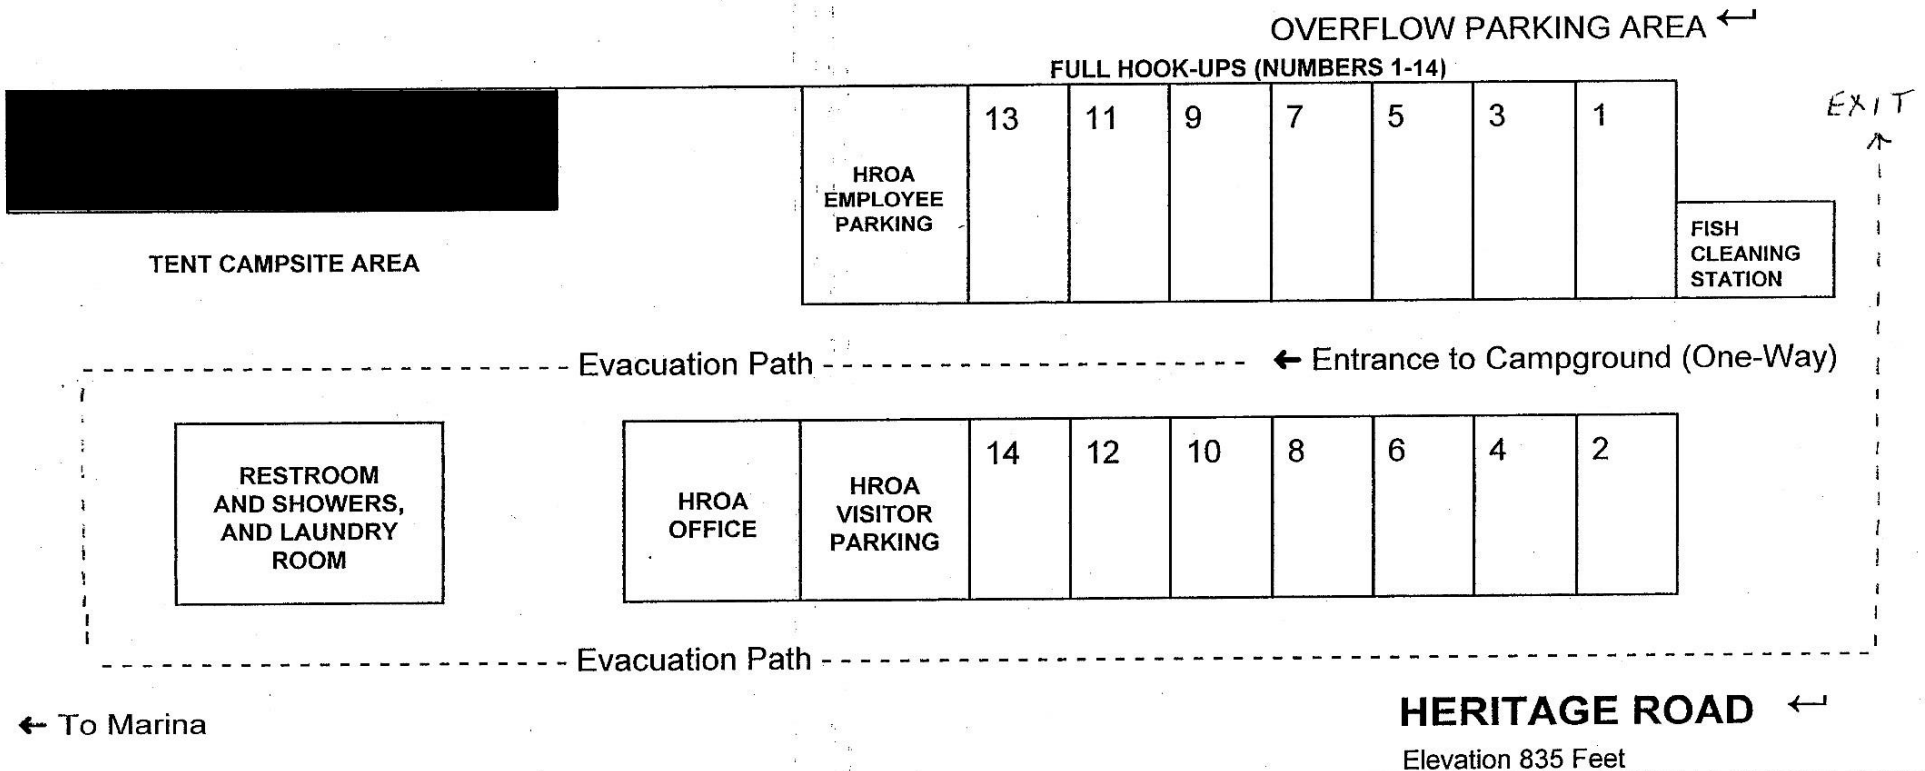 OVERFLOW PARKING AREA ↵
FULL HOOK-UPS (NUMBERS 1-14)
EXIT
13 11 9 7 5 3 1
HROA
EMPLOYEE
PARKING
FISH
CLEANING
STATION
TENT CAMPSITE AREA
Evacuation Path
← Entrance to Campground (One-Way)
14 12 10 8 6 4 2
RESTROOM
AND SHOWERS,
AND LAUNDRY
ROOM
HROA
OFFICE
HROA
VISITOR
PARKING
Evacuation Path
← To Marina
HERITAGE ROAD ↵
Elevation 835 Feet